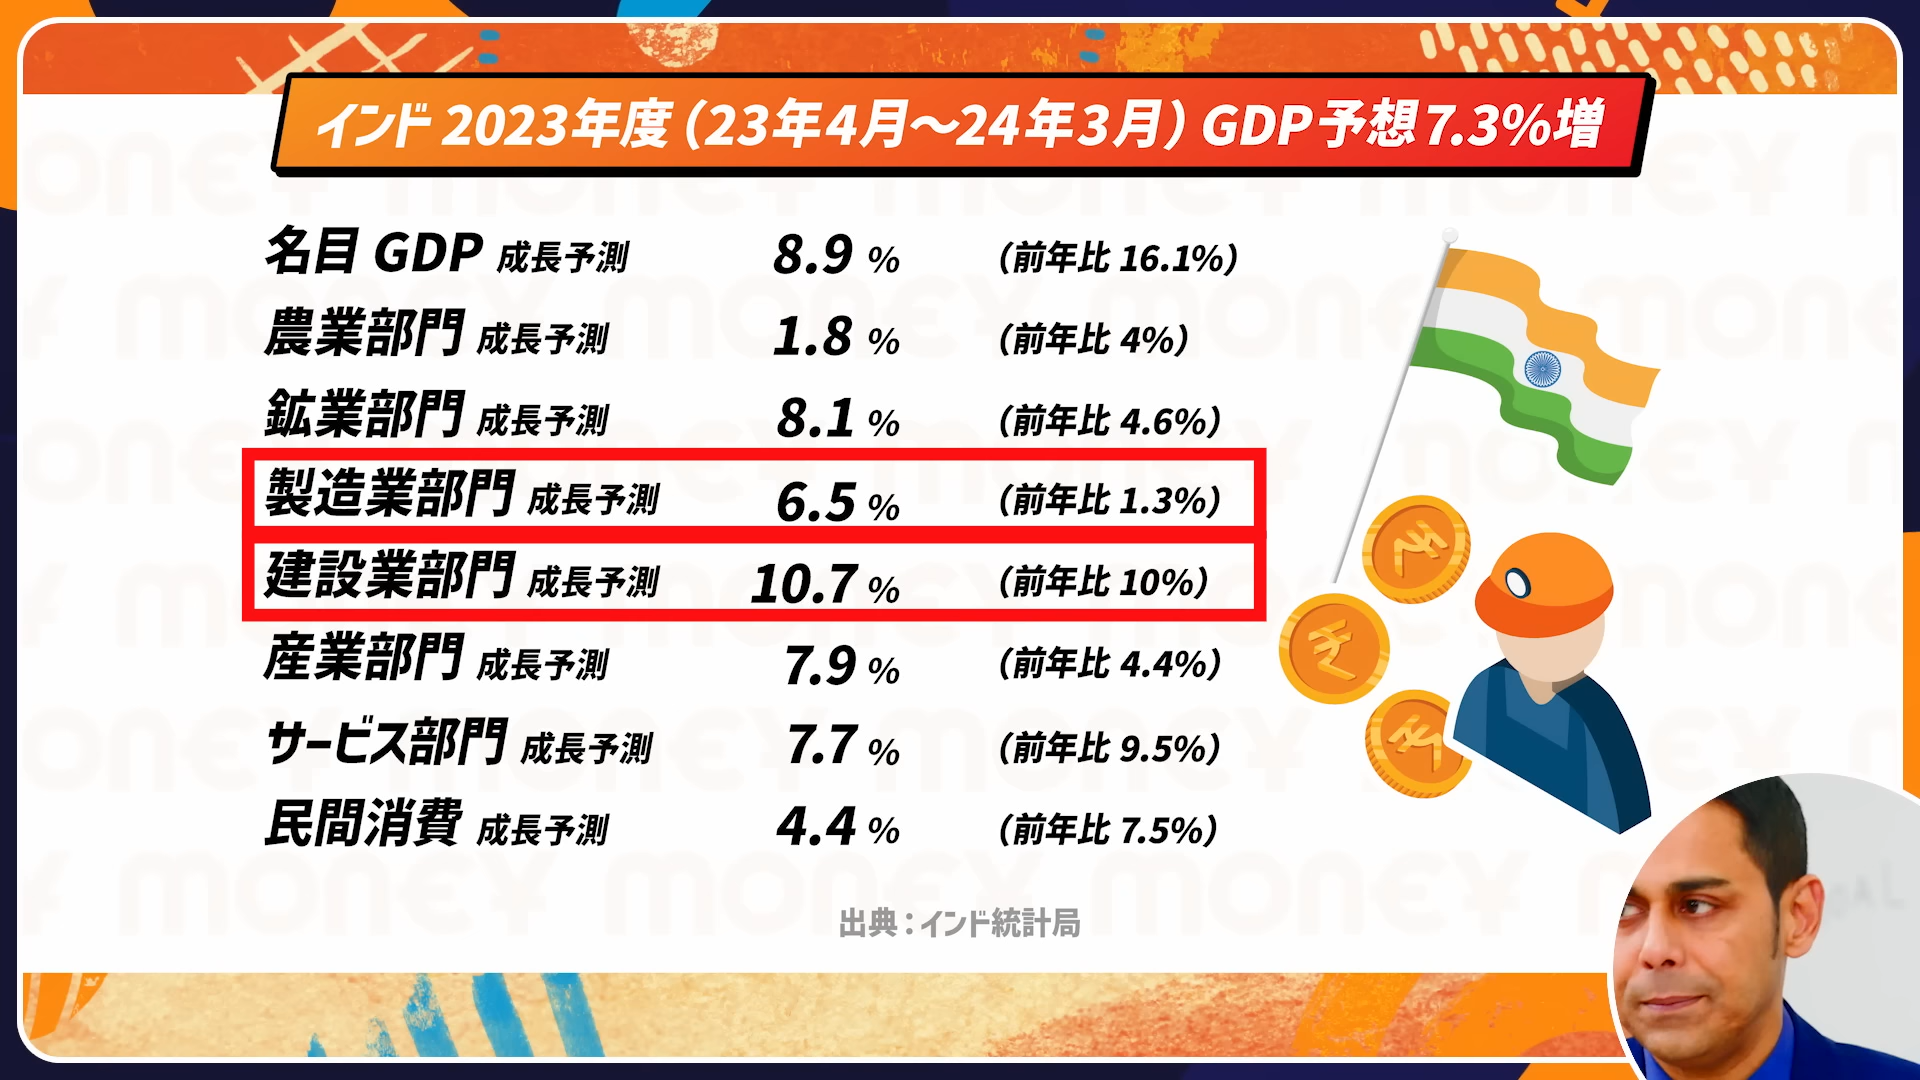 インド 2023年度（23年4月～24年3月）GDP予想7.3%増
名目 GDP 成長予測 8.9 % （前年比 16.1%）
農業部門 成長予測 1.8 % （前年比 4%）
鉱業部門 成長予測 8.1 % （前年比 4.6%）
製造業部門 成長予測 6.5 % （前年比 1.3%）
建設業部門 成長予測 10.7 % （前年比 10%）
産業部門 成長予測 7.9 % （前年比 4.4%）
サービス部門 成長予測 7.7 % （前年比 9.5%）
民間消費 成長予測 4.4 % （前年比 7.5%）
出典：インド統計局